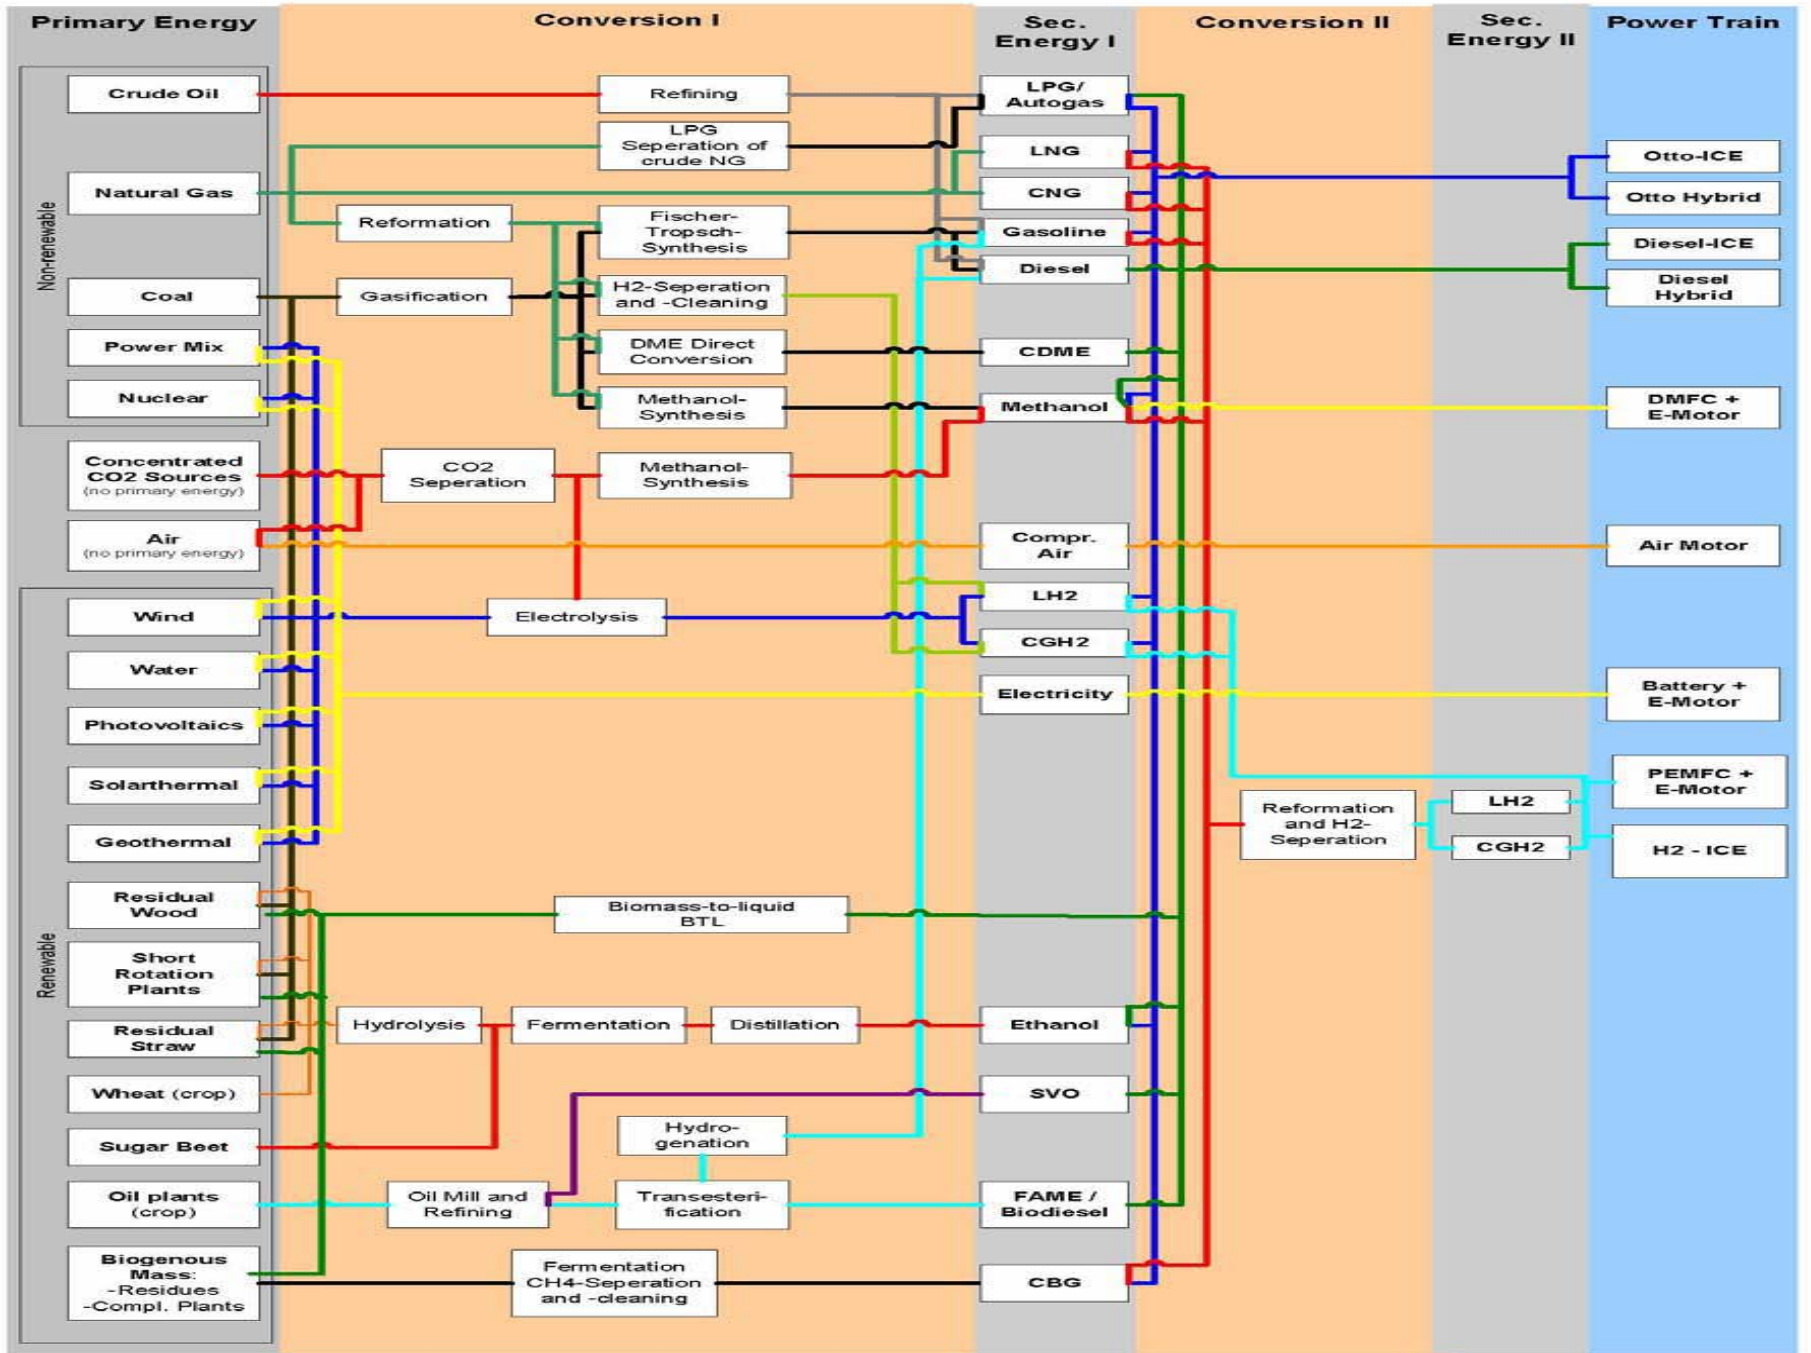 Primary Energy
Conversion I
Sec.
Energy I
Conversion II
Sec.
Energy II
Power Train
Non-renewable
Crude Oil
Natural Gas
Coal
Power Mix
Nuclear
Concentrated
CO2 Sources
(no primary energy)
Air
(no primary energy)
Renewable
Wind
Water
Photovoltaics
Solarthermal
Geothermal
Residual
Wood
Short
Rotation
Plants
Residual
Straw
Wheat (crop)
Sugar Beet
Oil plants
(crop)
Biogenous
Mass:
-Residues
-Compl. Plants
Refining
LPG
Seperation of
crude NG
Reformation
Fischer-
Tropsch-
Synthesis
Gasification
H2-Seperation
and -Cleaning
DME Direct
Conversion
Methanol-
Synthesis
CO2
Seperation
Methanol-
Synthesis
Electrolysis
Biomass-to-liquid
BTL
Hydrolysis
Fermentation
Distillation
Hydro-
genation
Oil Mill and
Refining
Transesteri-
fication
Fermentation
CH4-Seperation
and -cleaning
LPG/
Autogas
LNG
CNG
Gasoline
Diesel
CDME
Methanol
Compr.
Air
LH2
CGH2
Electricity
Ethanol
SVO
FAME /
Biodiesel
CBG
Reformation
and H2-
Seperation
LH2
CGH2
Otto-ICE
Otto Hybrid
Diesel-ICE
Diesel
Hybrid
DMFC +
E-Motor
Air Motor
Battery +
E-Motor
PEMFC +
E-Motor
H2 - ICE